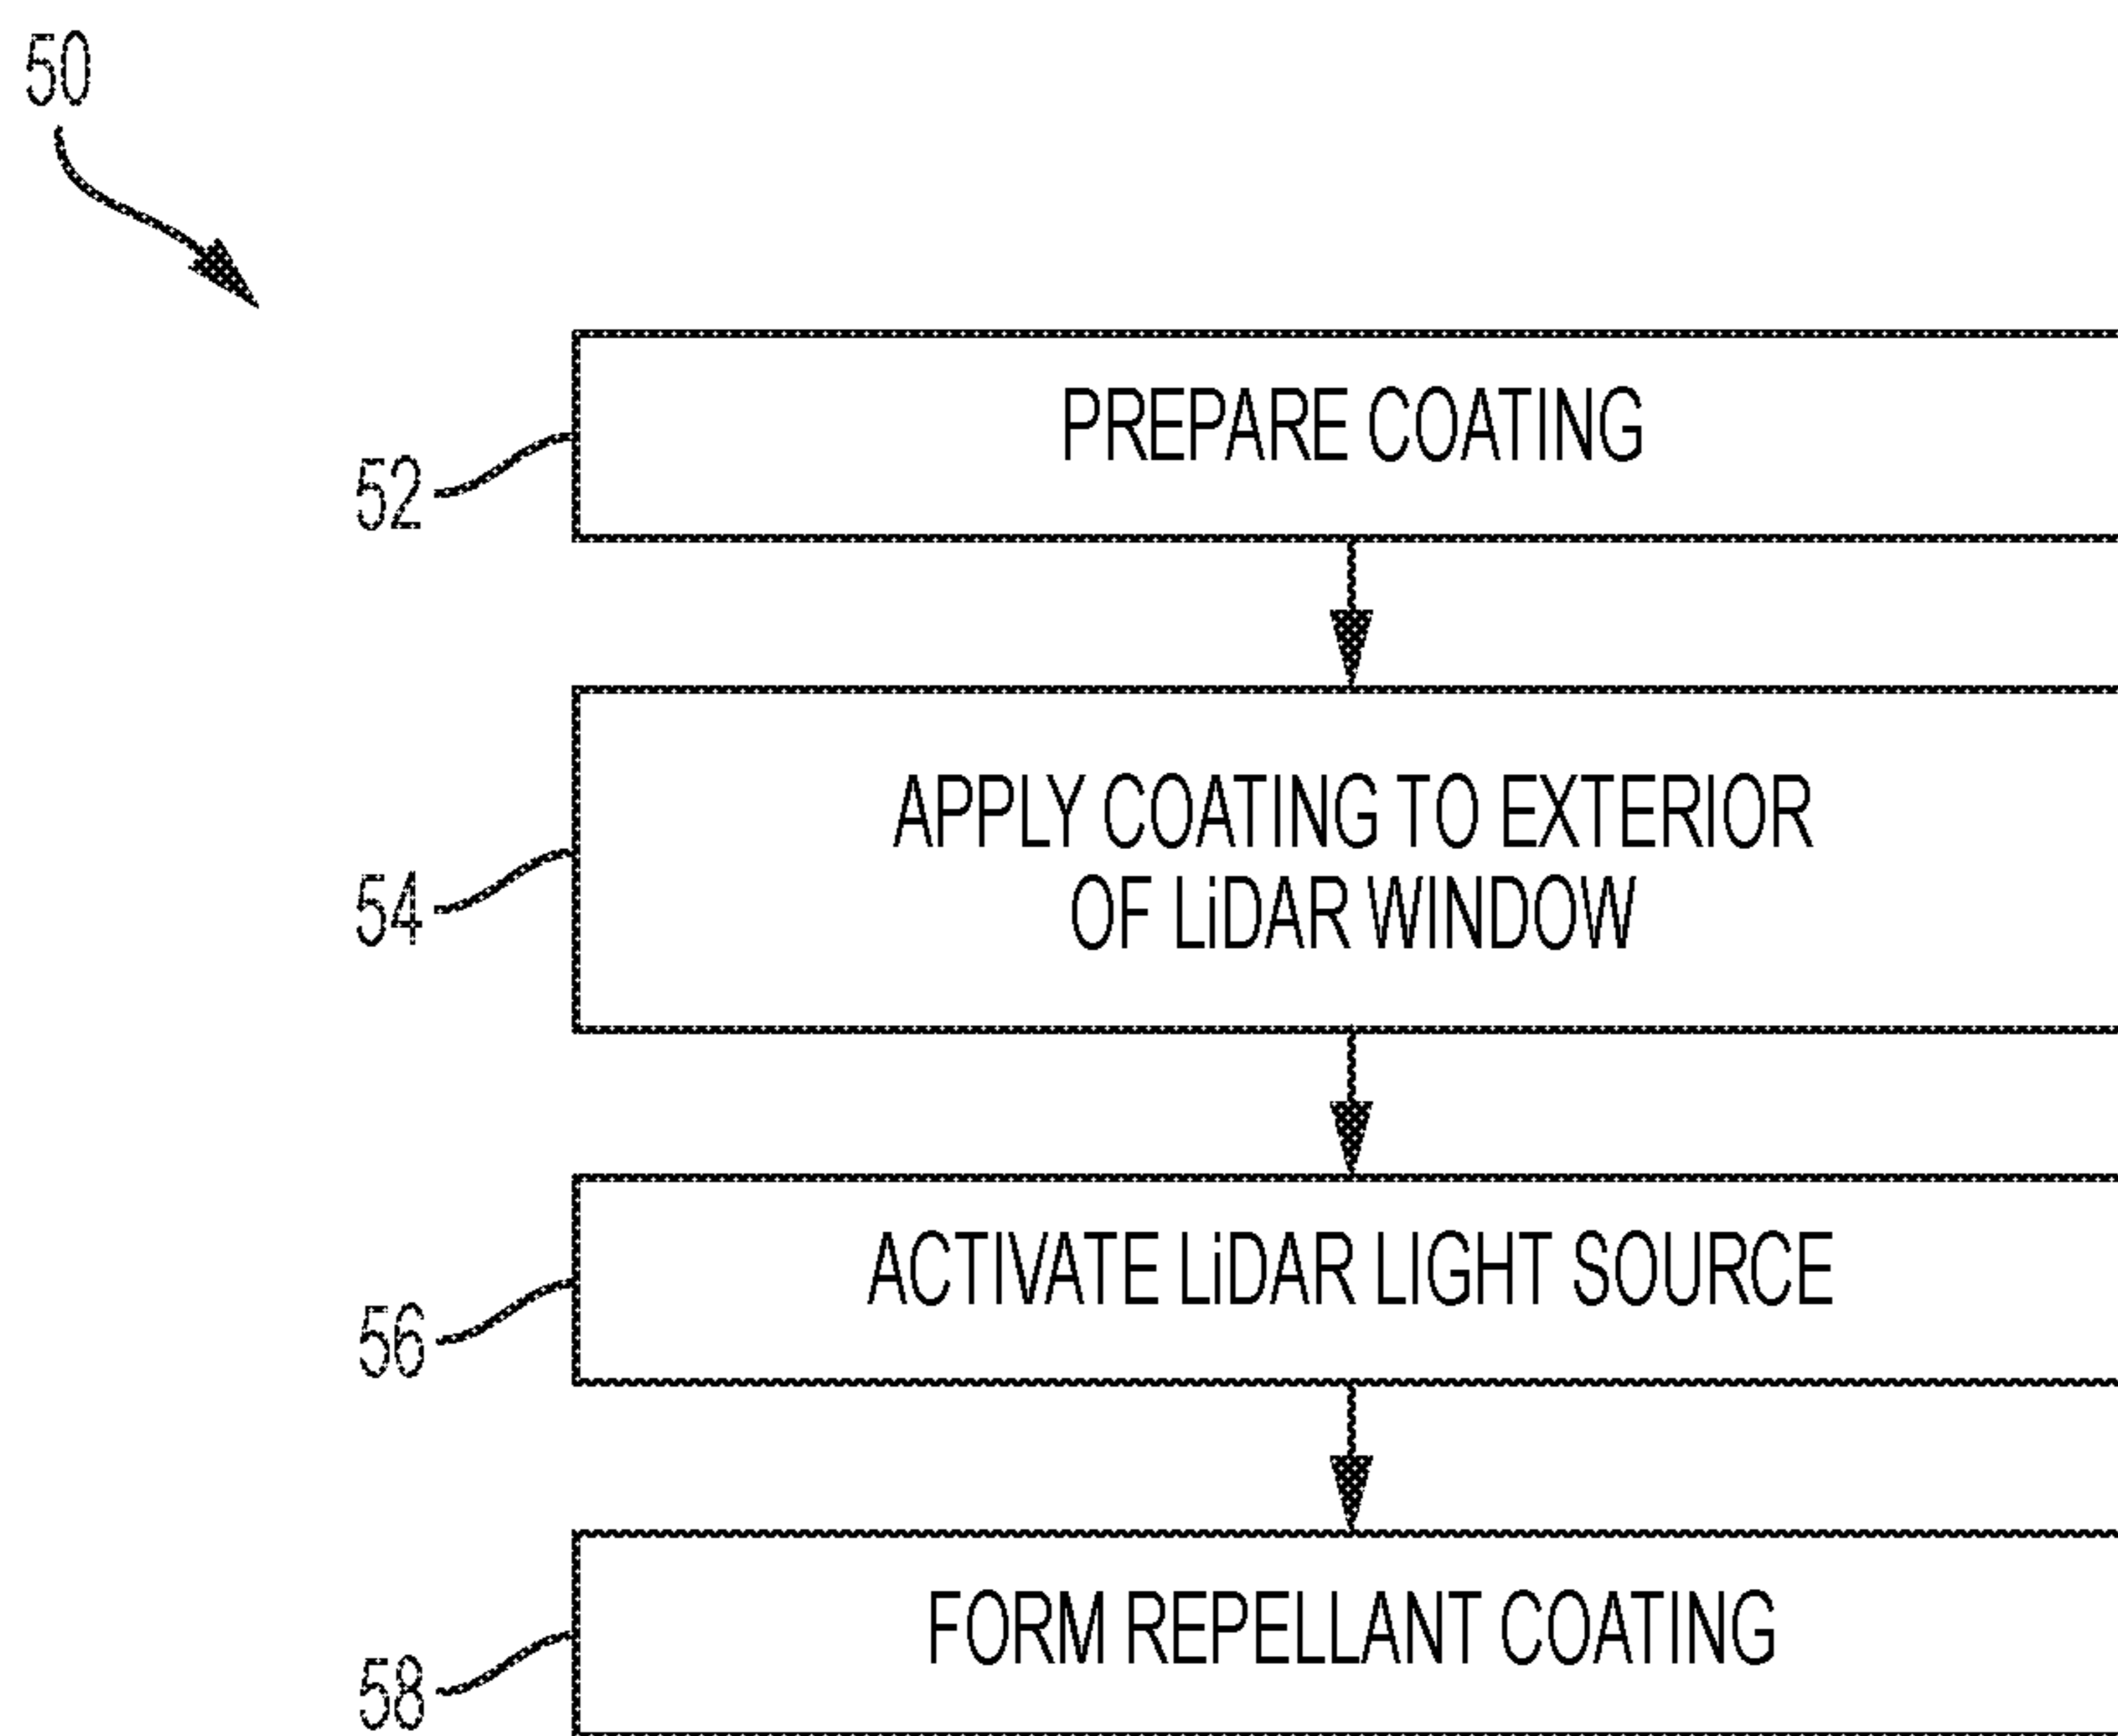 50
PREPARE COATING
52
APPLY COATING TO EXTERIOR
OF LiDAR WINDOW
54
ACTIVATE LiDAR LIGHT SOURCE
56
FORM REPELLANT COATING
58